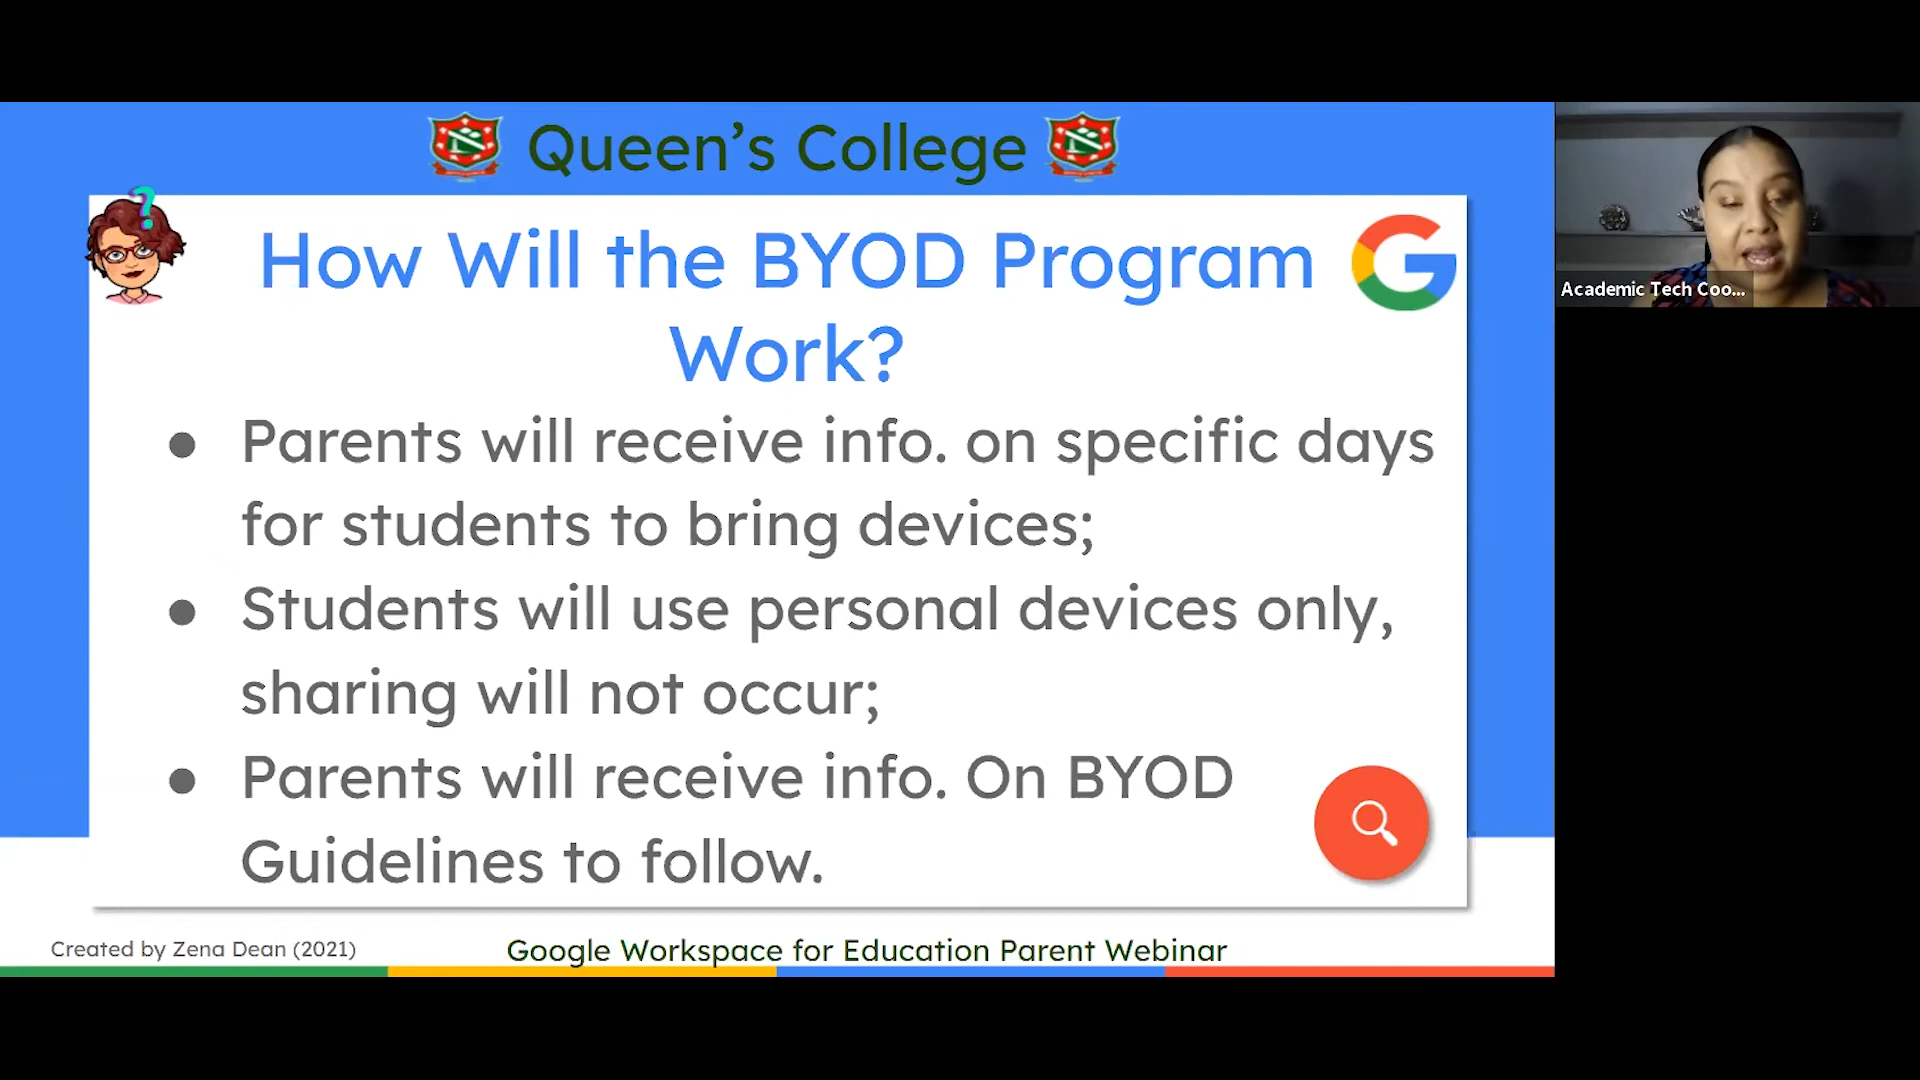 Queen's College
How Will the BYOD Program
Work?
● Parents will receive info. on specific days
for students to bring devices;
● Students will use personal devices only,
sharing will not occur;
● Parents will receive info. On BYOD
Guidelines to follow.
Created by Zena Dean (2021)
Google Workspace for Education Parent Webinar
Academic Tech Coo...